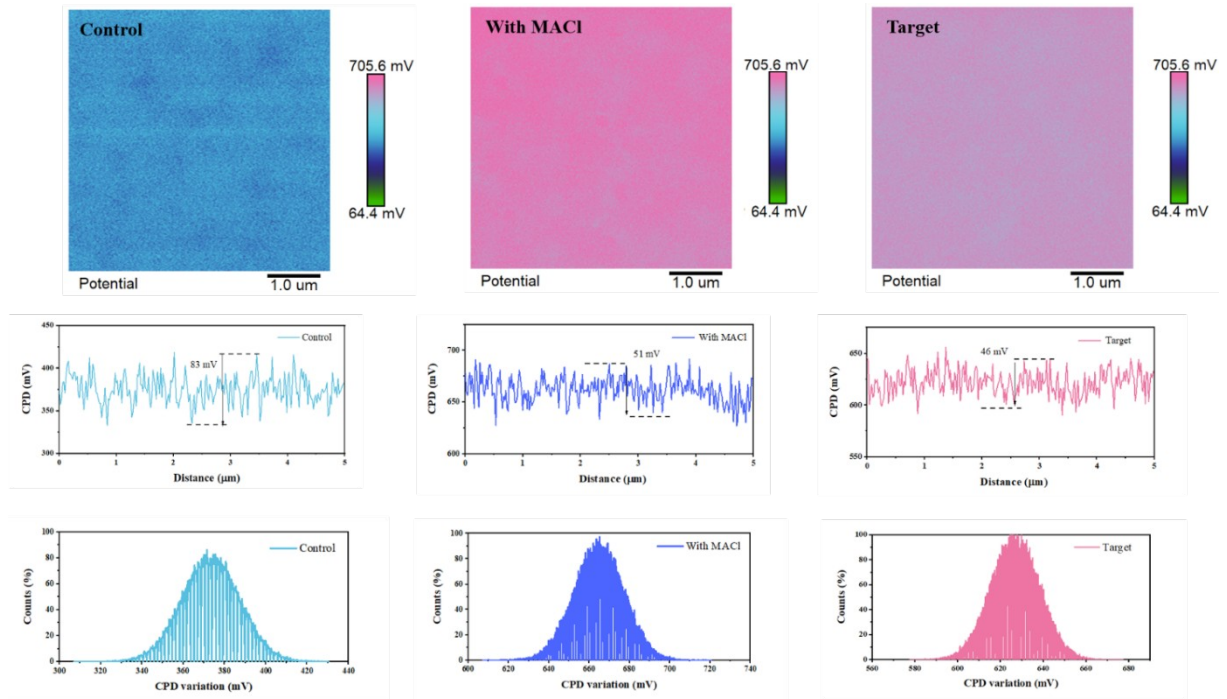 Control
705.6 mV
64.4 mV
Potential
1.0 um
With MACl
705.6 mV
64.4 mV
Potential
1.0 um
Target
705.6 mV
64.4 mV
Potential
1.0 um
450
400
350
300
CPD (mV)
83 mV
Control
0 1 2 3 4 5
Distance (μm)
700
650
600
CPD (mV)
51 mV
With MACl
0 1 2 3 4 5
Distance (μm)
650
600
550
CPD (mV)
46 mV
Target
0 1 2 3 4 5
Distance (μm)
100
80
60
40
20
0
Counts (%)
Control
300 320 340 360 380 400 420 440
CPD variation (mV)
100
80
60
40
20
0
Counts (%)
With MACl
600 620 640 660 680 700 720 740
CPD variation (mV)
100
80
60
40
20
0
Counts (%)
Target
560 580 600 620 640 660 680
CPD variation (mV)